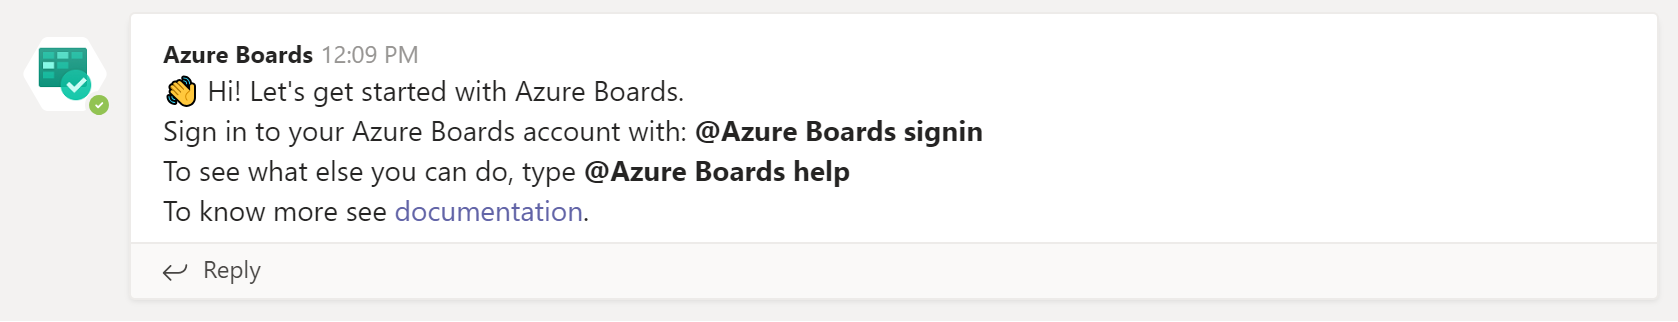 Azure Boards 12:09 PM
👋 Hi! Let's get started with Azure Boards.
Sign in to your Azure Boards account with: @Azure Boards signin
To see what else you can do, type @Azure Boards help
To know more see documentation.
Reply